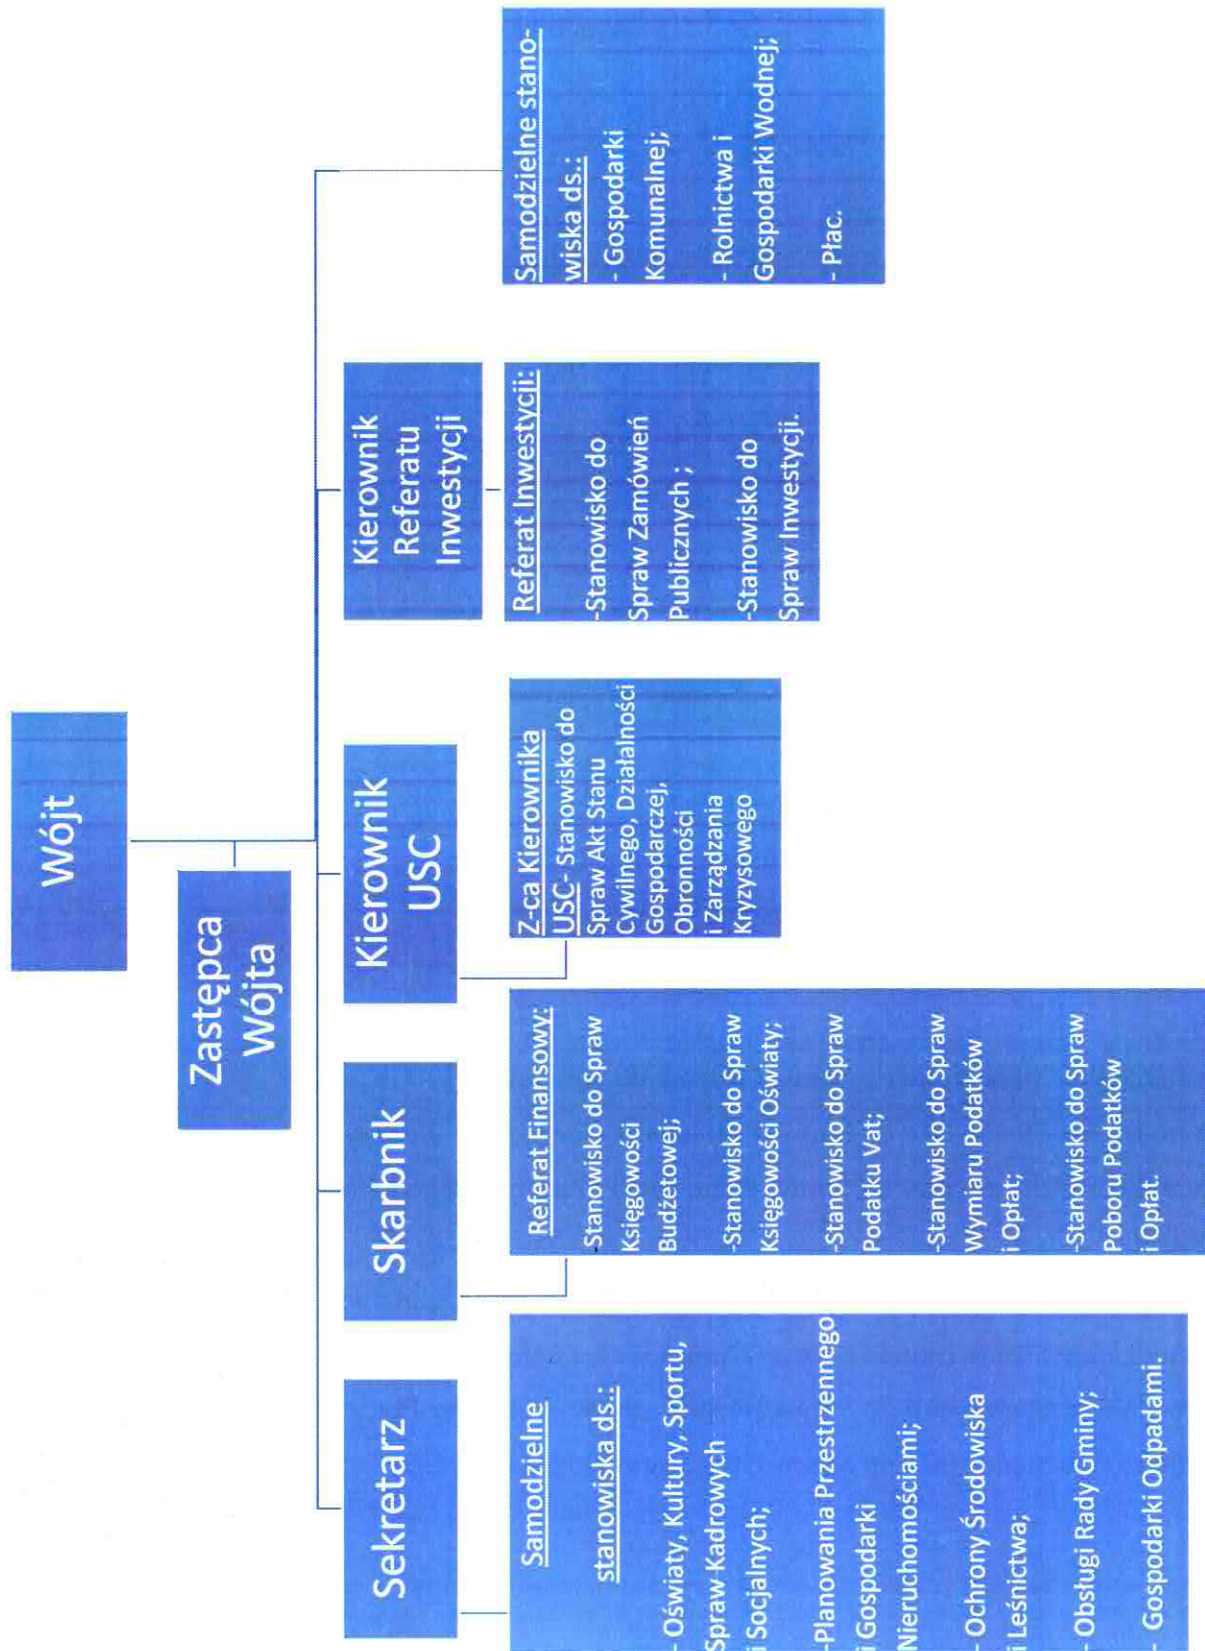 Wójt
Zastępca
Wójta
Sekretarz
Skarbnik
Kierownik
USC
Kierownik
Referatu
Inwestycji
Samodzielne
stanowiska ds.:
- Oświaty, Kultury, Sportu,
Spraw Kadrowych
i Socjalnych;
-Planowania Przestrzennego
i Gospodarki
Nieruchomościami;
- Ochrony Środowiska
i Leśnictwa;
- Obsługi Rady Gminy;
Gospodarki Odpadami.
Referat Finansowy:
-Stanowisko do Spraw
Księgowości
Budżetowej;
-Stanowisko do Spraw
Księgowości Oświaty;
-Stanowisko do Spraw
Podatku Vat;
-Stanowisko do Spraw
Wymiaru Podatków
i Opłat;
-Stanowisko do Spraw
Poboru Podatków
i Opłat.
Z-ca Kierownika
USC- Stanowisko do
Spraw Akt Stanu
Cywilnego, Działalności
Gospodarczej,
Obronności
i Zarządzania
Kryzysowego
Referat Inwestycji:
-Stanowisko do
Spraw Zamówień
Publicznych ;
-Stanowisko do
Spraw Inwestycji.
Samodzielne stano-
wiska ds.:
- Gospodarki
Komunalnej;
- Rolnictwa i
Gospodarki Wodnej;
- Płac.